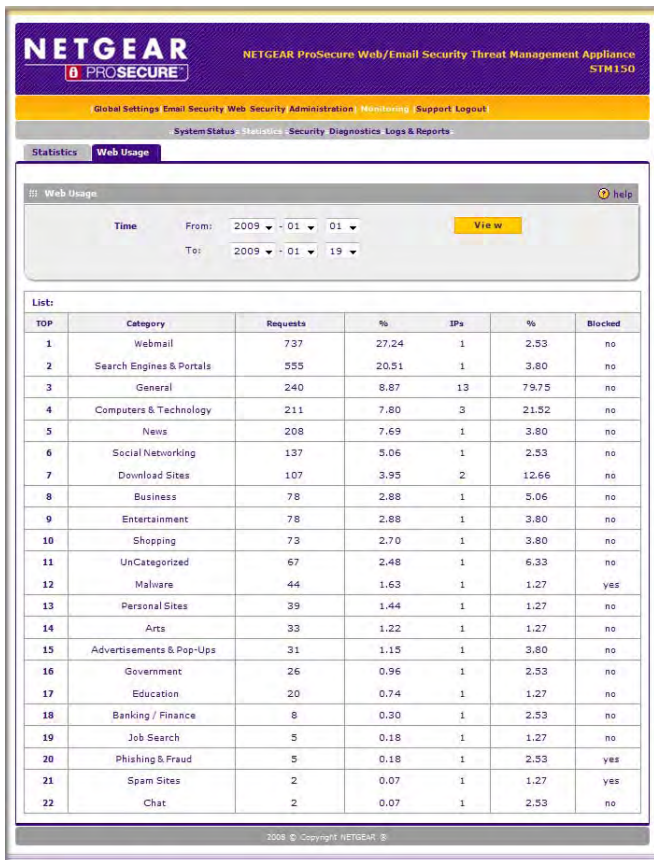 NETGEAR
PROSECURE
NETGEAR ProSecure Web/Email Security Threat Management Appliance
STM150
Global Settings Email Security Web Security Administration Monitoring Support Logout
System Status Statistics Security Diagnostics Logs & Reports
Statistics Web Usage
Web Usage ? help
Time From: 2009 - 01 01 View
To: 2009 - 01 19
List:
TOP Category Requests % IPs % Blocked
1 Webmail 737 27.24 1 2.53 no
2 Search Engines & Portals 555 20.51 1 3.80 no
3 General 240 8.87 13 79.75 no
4 Computers & Technology 211 7.80 3 21.52 no
5 News 208 7.69 1 3.80 no
6 Social Networking 137 5.06 1 2.53 no
7 Download Sites 107 3.95 2 12.66 no
8 Business 78 2.88 1 5.06 no
9 Entertainment 78 2.88 1 3.80 no
10 Shopping 73 2.70 1 3.80 no
11 UnCategorized 67 2.48 1 6.33 no
12 Malware 44 1.63 1 1.27 yes
13 Personal Sites 39 1.44 1 1.27 no
14 Arts 33 1.22 1 1.27 no
15 Advertisements & Pop-Ups 31 1.15 1 3.80 no
16 Government 26 0.96 1 2.53 no
17 Education 20 0.74 1 1.27 no
18 Banking / Finance 8 0.30 1 2.53 no
19 Job Search 5 0.18 1 1.27 no
20 Phishing & Fraud 5 0.18 1 2.53 yes
21 Spam Sites 2 0.07 1 1.27 yes
22 Chat 2 0.07 1 2.53 no
2008 © Copyright NETGEAR ®